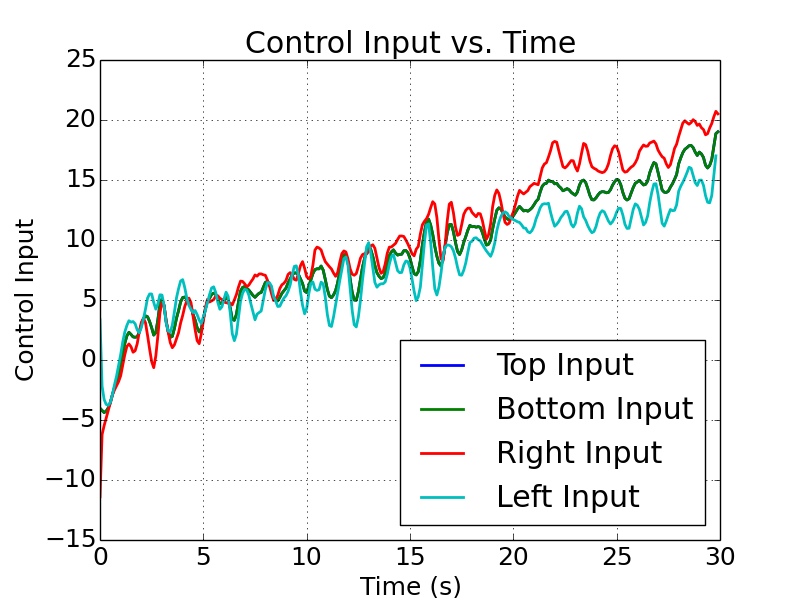 Control Input vs. Time
25
20
15
10
5
0
−5
−10
−15
Control Input
0 5 10 15 20 25 30
Time (s)
Top Input
Bottom Input
Right Input
Left Input